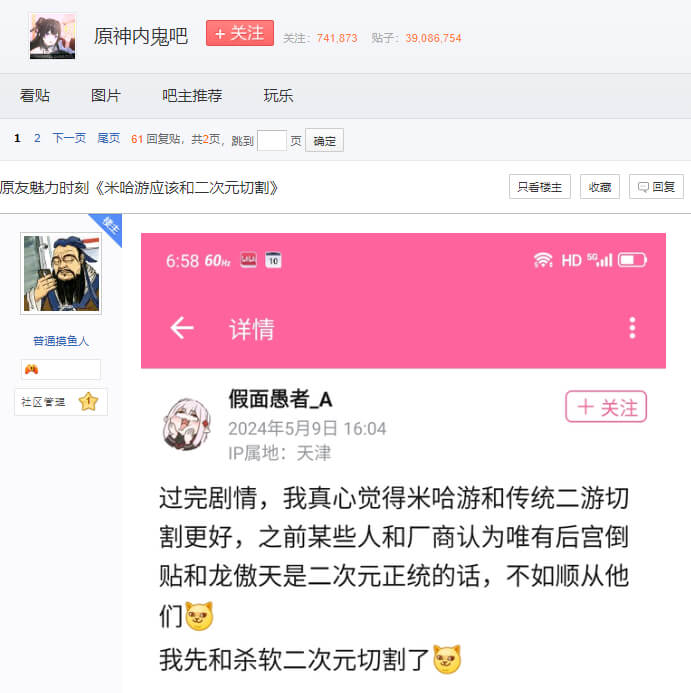 原神内鬼吧
+ 关注
关注：741,873 贴子：39,086,754
看贴 图片 吧主推荐 玩乐
1 2 下一页 尾页 61 回复贴，共2页，跳到 页 确定
原友魅力时刻《米哈游应该和二次元切割》
只看楼主 收藏 回复
楼主
普通摸鱼人
社区管理 1
6:58 60Hz 10 HD 5G
详情
假面愚者_A
+ 关注
2024年5月9日 16:04
IP属地：天津
过完剧情，我真心觉得米哈游和传统二游切
割更好，之前某些人和厂商认为唯有后宫倒
贴和龙傲天是二次元正统的话，不如顺从他
们
我先和杀软二次元切割了